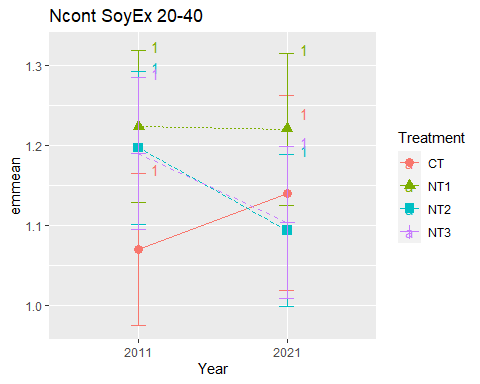 Ncont SoyEx 20-40
emmean
1.3
1.2
1.1
1.0
1
1
1
1
1
1
1
1
2011
2021
Year
Treatment
a CT
a NT1
a NT2
a NT3